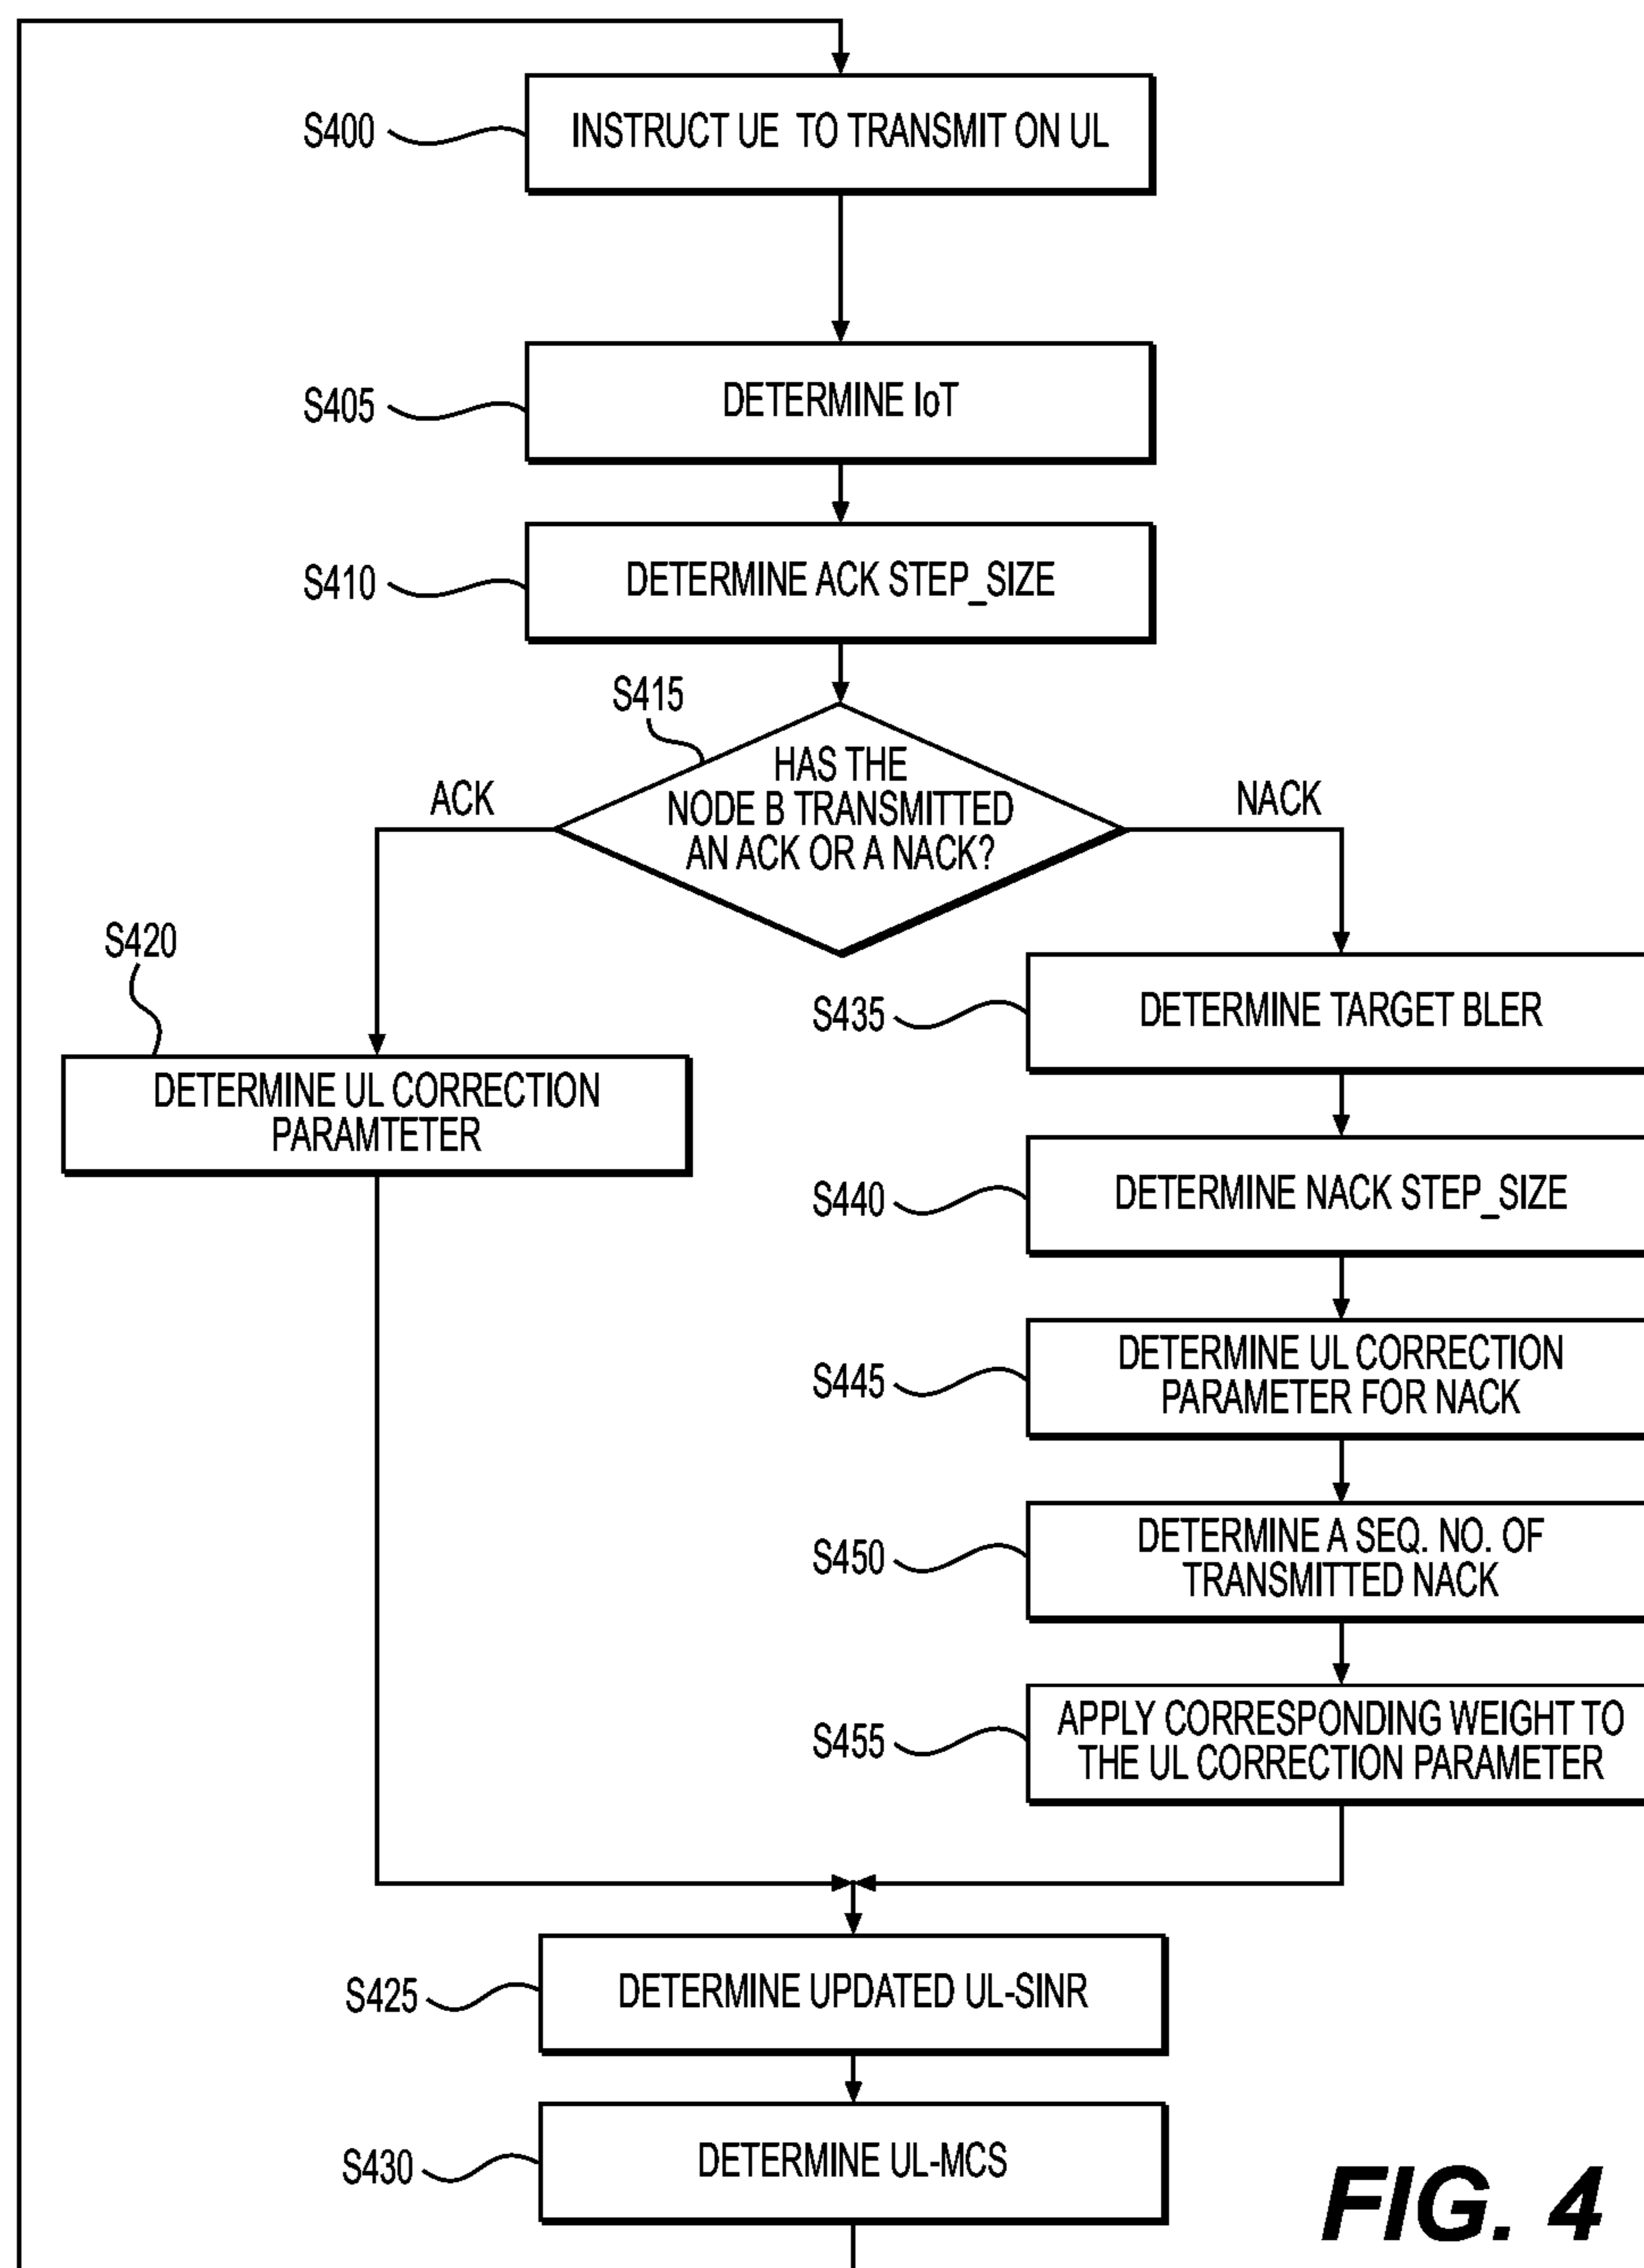 S400
INSTRUCT UE TO TRANSMIT ON UL
S405
DETERMINE IoT
S410
DETERMINE ACK STEP_SIZE
S415
HAS THE
NODE B TRANSMITTED
AN ACK OR A NACK?
ACK
NACK
S420
DETERMINE UL CORRECTION
PARAMTETER
S435
DETERMINE TARGET BLER
S440
DETERMINE NACK STEP_SIZE
S445
DETERMINE UL CORRECTION
PARAMETER FOR NACK
S450
DETERMINE A SEQ. NO. OF
TRANSMITTED NACK
S455
APPLY CORRESPONDING WEIGHT TO
THE UL CORRECTION PARAMETER
S425
DETERMINE UPDATED UL-SINR
S430
DETERMINE UL-MCS
FIG. 4